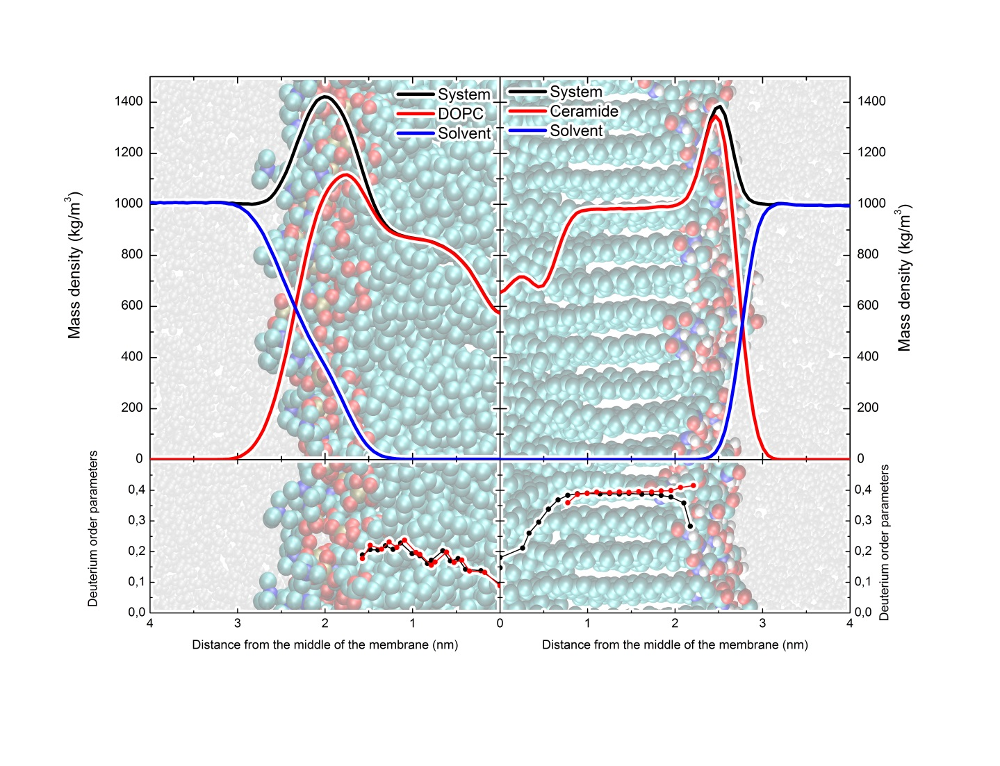 System
DOPC
Solvent
System
Ceramide
Solvent
1400
1200
1000
800
600
400
200
0
Mass density (kg/m3)
1400
1200
1000
800
600
400
200
0
Mass density (kg/m3)
0,4
0,3
0,2
0,1
0,0
Deuterium order parameters
0,4
0,3
0,2
0,1
0,0
Deuterium order parameters
4 3 2 1 0 1 2 3 4
Distance from the middle of the membrane (nm)
Distance from the middle of the membrane (nm)